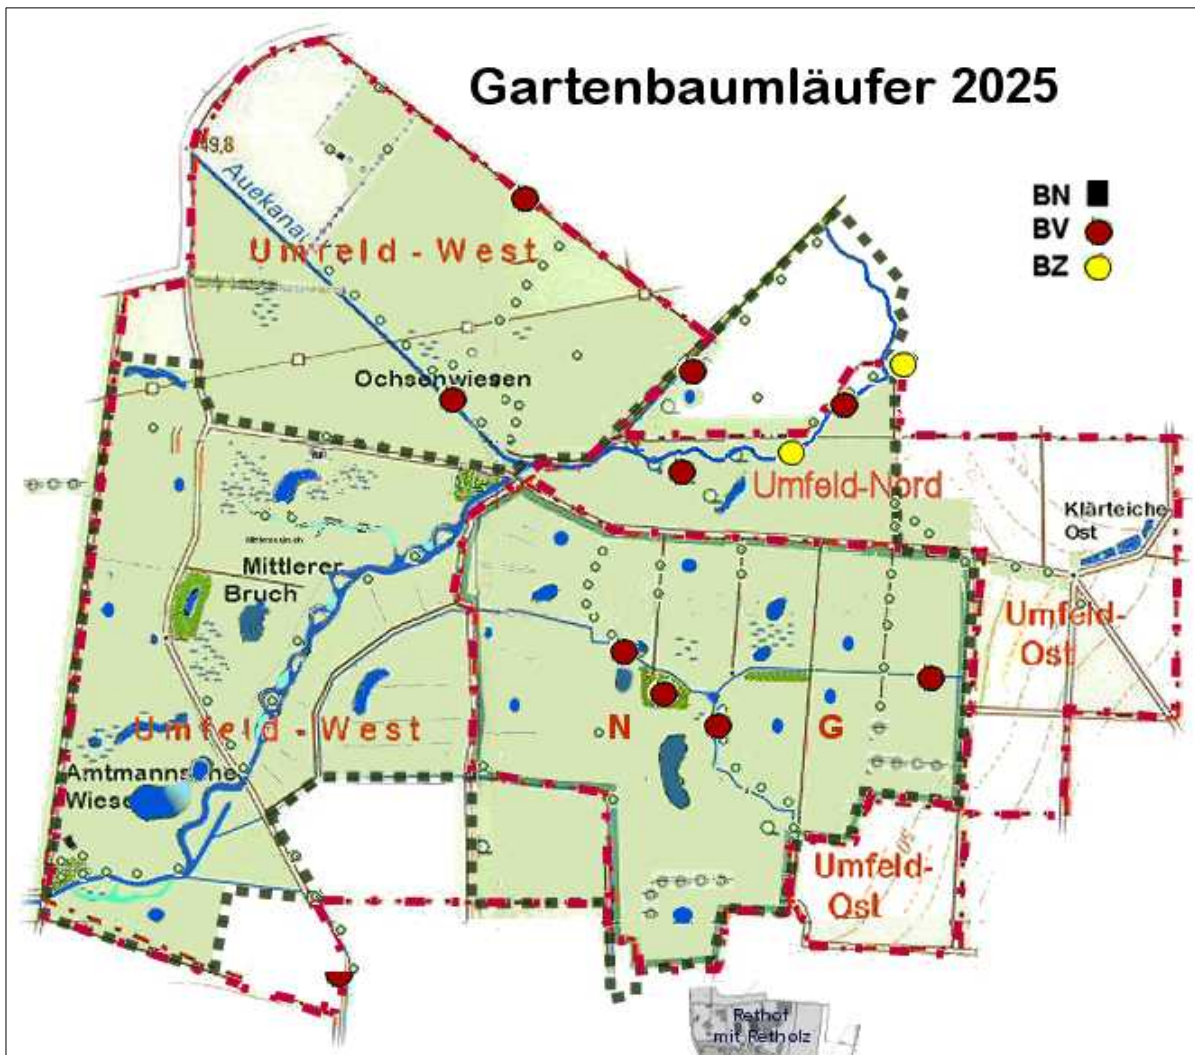 Gartenbaumläufer 2025
49,8
Auekanal
BN
BV
BZ
Umfeld - West
Ochsenwiesen
Umfeld-Nord
Klärteiche
Ost
Mittlerer
Bruch
Umfeld-
Ost
N
G
Umfeld - West
Amtmannsche
Wiese
Umfeld-
Ost
Rethof
mit Retholz